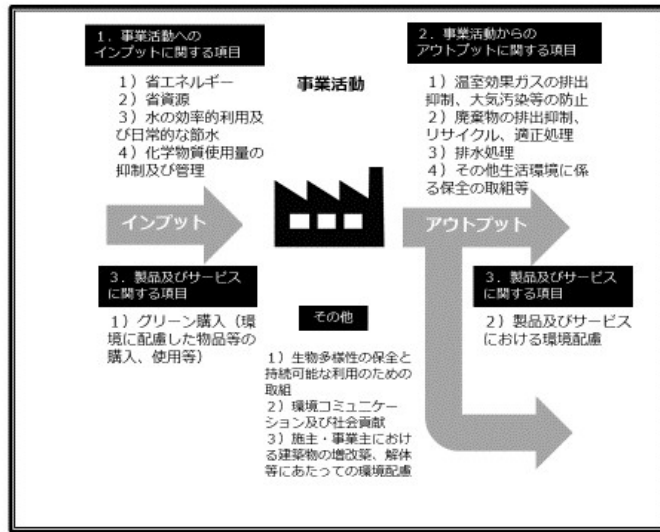 1．事業活動への
インプットに関する項目
1）省エネルギー
2）省資源
3）水の効率的利用及
び日常的な節水
4）化学物質使用量の
抑制及び管理
インプット
3．製品及びサービス
に関する項目
1）グリーン購入（環
境に配慮した物品等の
購入、使用等）
事業活動
その他
1）生物多様性の保全と
持続可能な利用のための
取組
2）環境コミュニケー
ション及び社会貢献
3）施主・事業主におけ
る建築物の増改築、解体
等にあたっての環境配慮
2．事業活動からの
アウトプットに関する項目
1）温室効果ガスの排出
抑制、大気汚染等の防止
2）廃棄物の排出抑制、
リサイクル、適正処理
3）排水処理
4）その他生活環境に係
る保全の取組等
アウトプット
3．製品及びサービス
に関する項目
2）製品及びサービス
における環境配慮